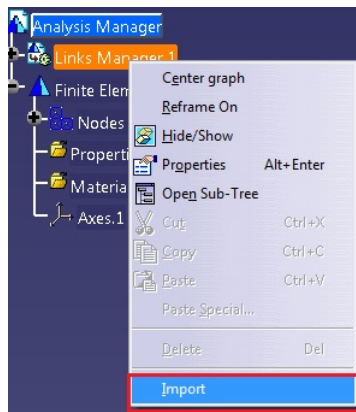 Analysis Manager
Links Manager.1
Finite Elem
Nodes
Properti
Materia
Axes.1
Center graph
Reframe On
Hide/Show
Properties Alt+Enter
Open Sub-Tree
Cut Ctrl+X
Copy Ctrl+C
Paste Ctrl+V
Paste Special...
Delete Del
Import